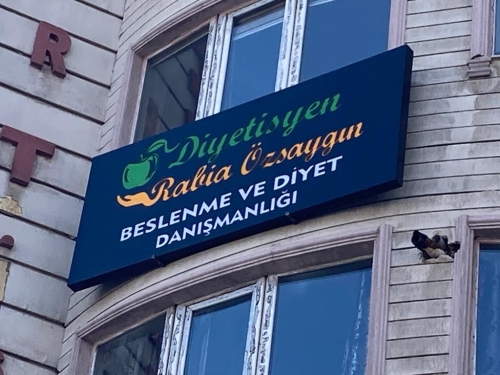 Diyetisyen
Rabia Özsaygın
BESLENME VE DİYET
DANIŞMANLIĞI
R
T